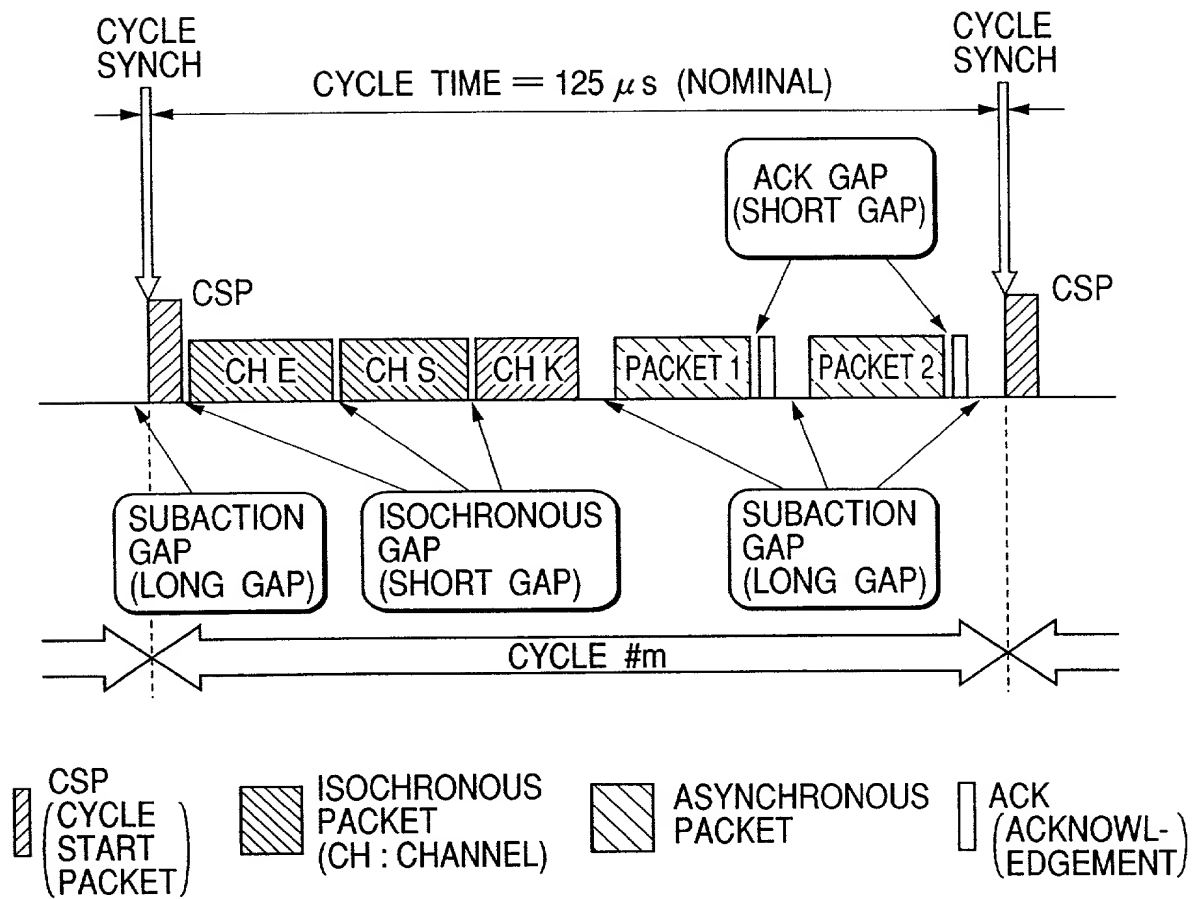 CYCLE
SYNCH
CYCLE
SYNCH
CYCLE TIME = 125 μs (NOMINAL)
ACK GAP
(SHORT GAP)
CSP
CSP
CH E
CH S
CH K
PACKET 1
PACKET 2
SUBACTION
GAP
(LONG GAP)
ISOCHRONOUS
GAP
(SHORT GAP)
SUBACTION
GAP
(LONG GAP)
CYCLE #m
CSP
(CYCLE
START
PACKET)
ISOCHRONOUS
PACKET
(CH : CHANNEL)
ASYNCHRONOUS
PACKET
ACK
(ACKNOWL-
EDGEMENT)